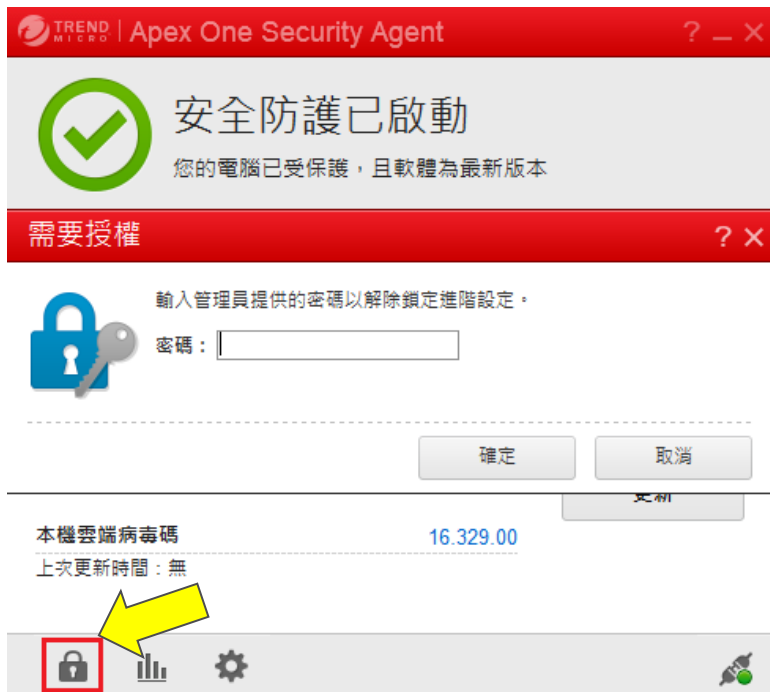 TREND MICRO | Apex One Security Agent ? _ ×
安全防護已啟動
您的電腦已受保護，且軟體為最新版本
需要授權 ? ×
輸入管理員提供的密碼以解除鎖定進階設定。
密碼：
確定 取消
更新
本機雲端病毒碼 16.329.00
上次更新時間：無